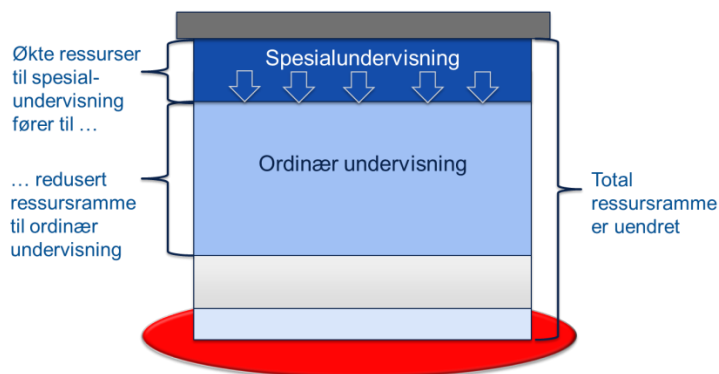 Økte ressurser
til spesial-
undervisning
fører til …
… redusert
ressursramme
til ordinær
undervisning
Spesialundervisning
Ordinær undervisning
Total
ressursramme
er uendret